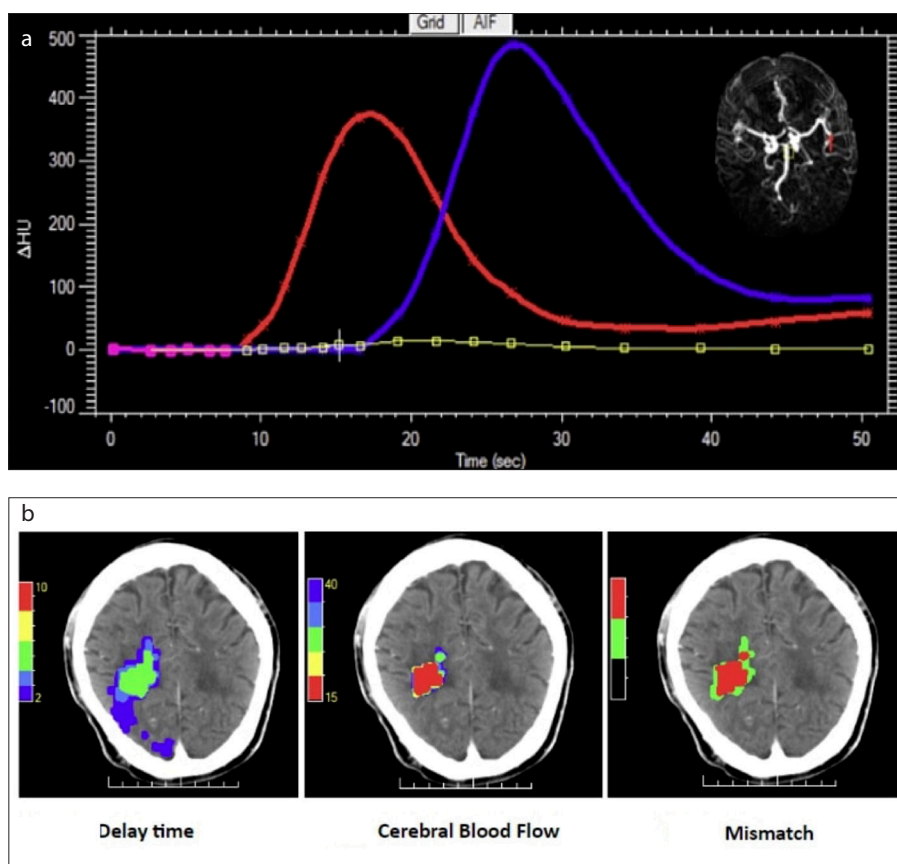 a
Grid AIF
500
400
300
200
100
0
-100
ΔHU
0 10 20 30 40 50
Time (sec)
b
10
2
40
15
Delay time Cerebral Blood Flow Mismatch